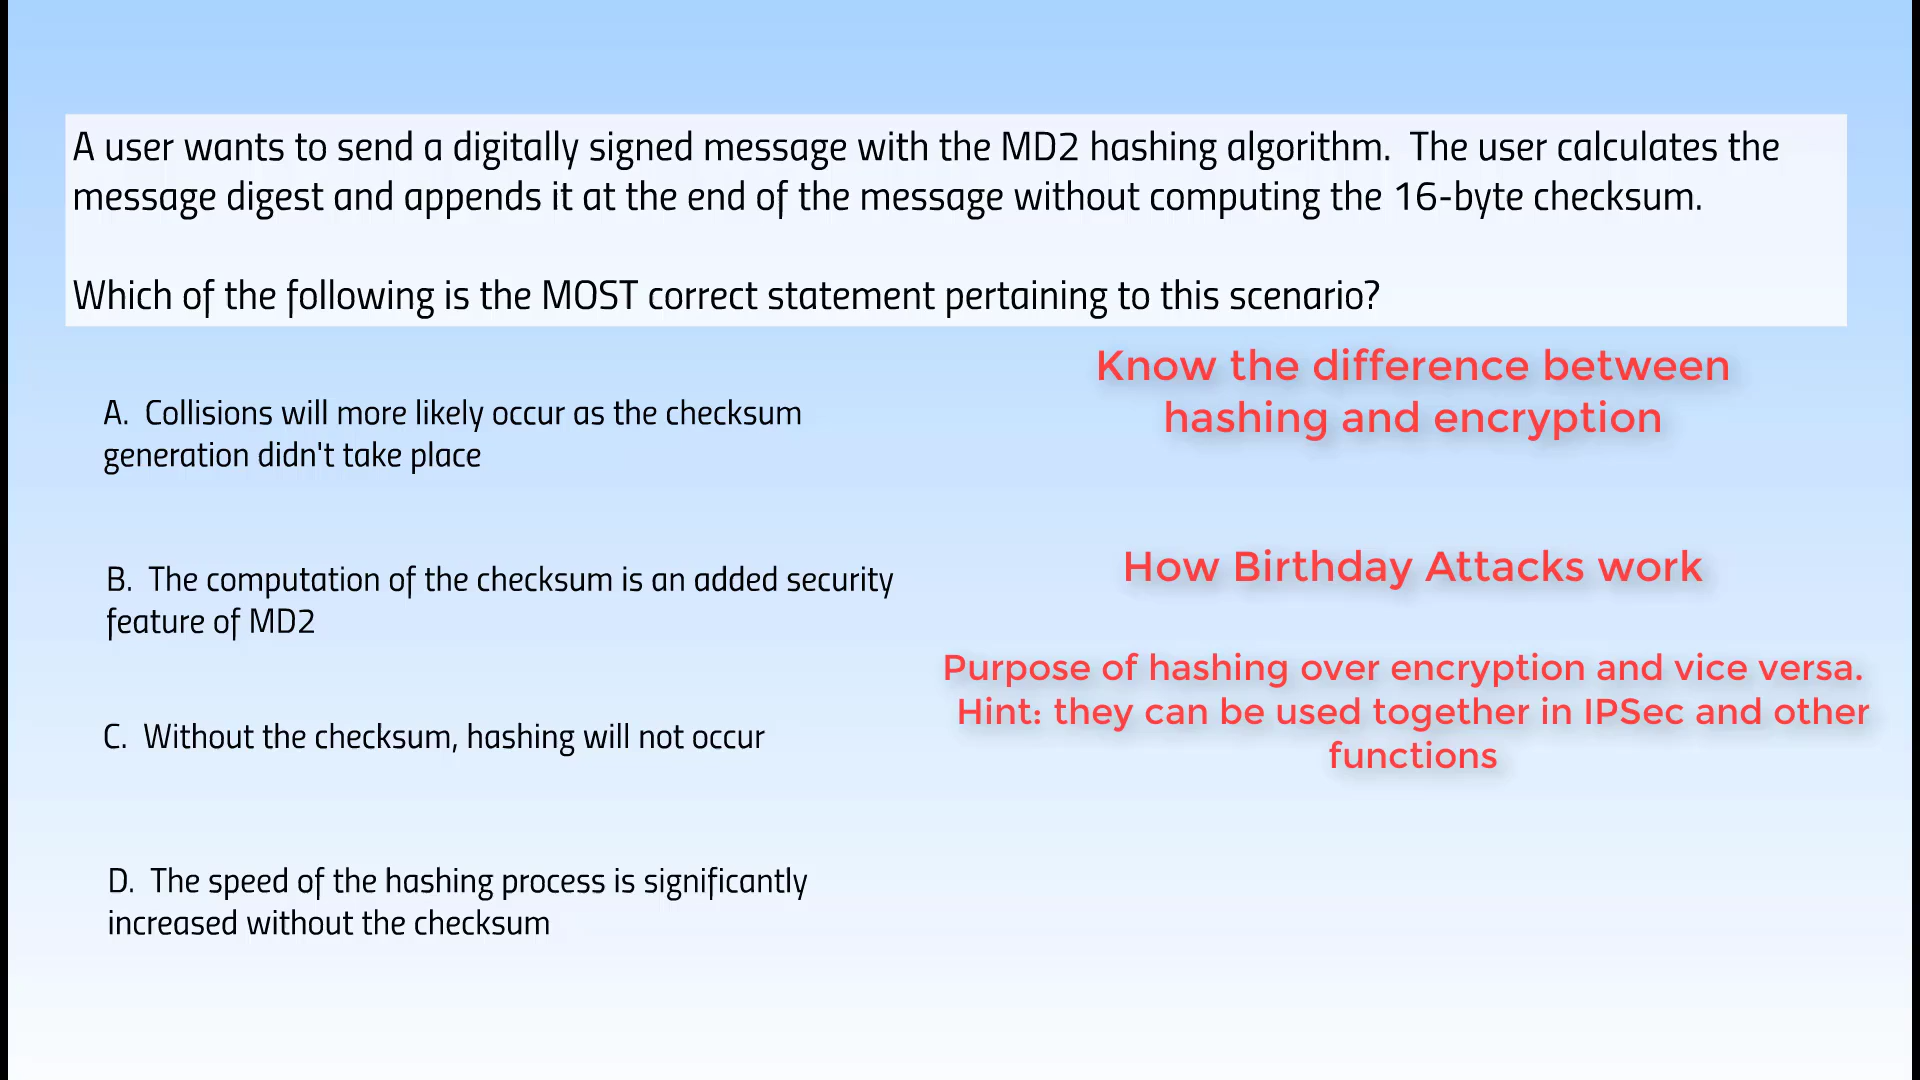 A user wants to send a digitally signed message with the MD2 hashing algorithm.  The user calculates the
message digest and appends it at the end of the message without computing the 16-byte checksum.
Which of the following is the MOST correct statement pertaining to this scenario?
Know the difference between
hashing and encryption
A.  Collisions will more likely occur as the checksum
generation didn't take place
How Birthday Attacks work
B.  The computation of the checksum is an added security
feature of MD2
Purpose of hashing over encryption and vice versa.
Hint: they can be used together in IPSec and other
functions
C.  Without the checksum, hashing will not occur
D.  The speed of the hashing process is significantly
increased without the checksum